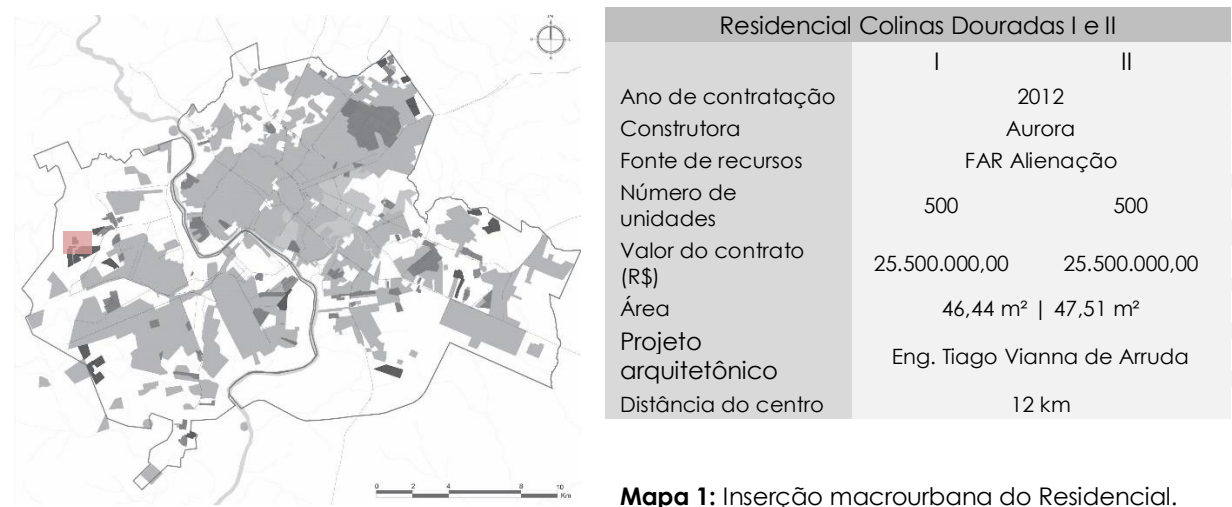 Residencial Colinas Douradas I e II
I II
Ano de contratação 2012
Construtora Aurora
Fonte de recursos FAR Alienação
Número de
unidades 500 500
Valor do contrato
(R$) 25.500.000,00 25.500.000,00
Área 46,44 m² | 47,51 m²
Projeto
arquitetônico Eng. Tiago Vianna de Arruda
Distância do centro 12 km
0 2 4 8 10
Km
Mapa 1: Inserção macrourbana do Residencial.